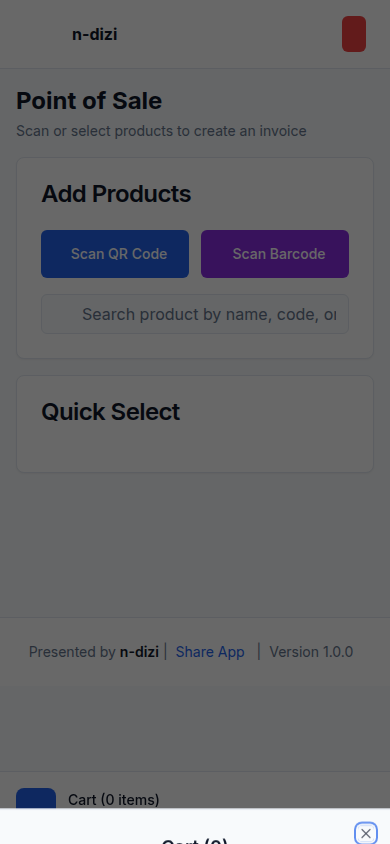 n-dizi
Point of Sale
Scan or select products to create an invoice
Add Products
Scan QR Code
Scan Barcode
Search product by name, code, or
Quick Select
Presented by n-dizi | Share App | Version 1.0.0
Cart (0 items)
Cart (0)